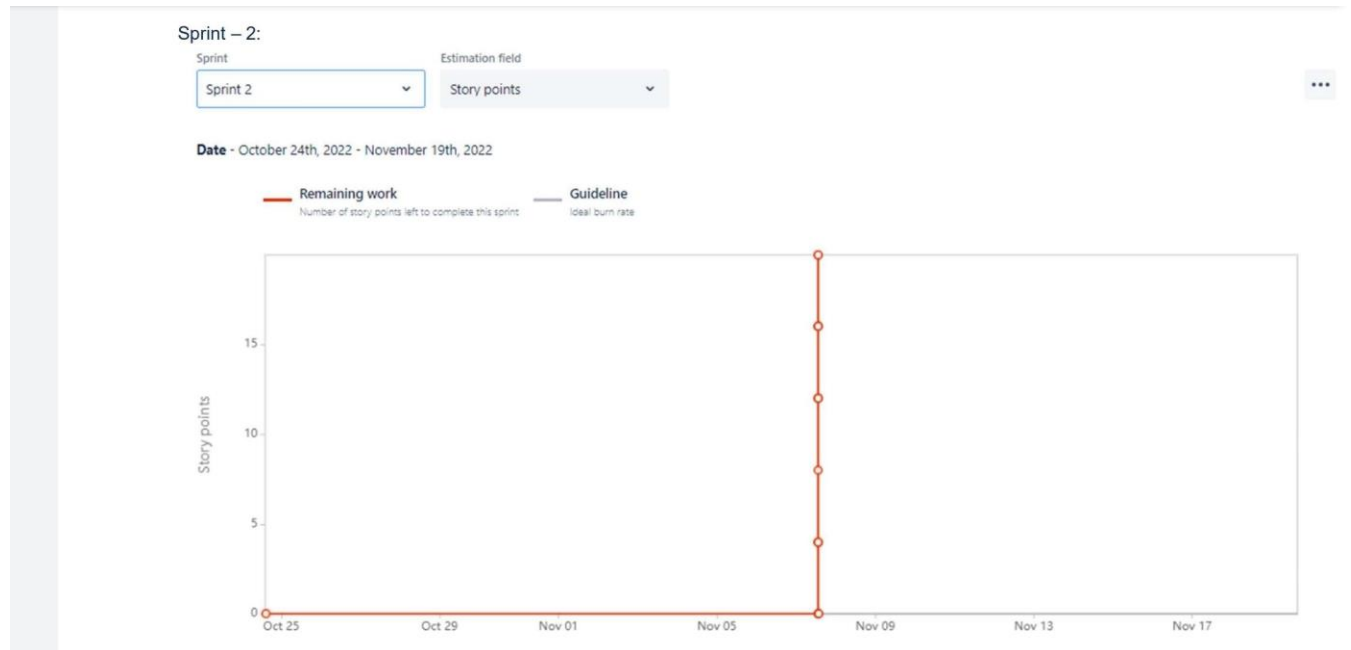 Sprint – 2:
Sprint Estimation field
Sprint 2 Story points
Date - October 24th, 2022 - November 19th, 2022
Remaining work Guideline
Number of story points left to complete this sprint Ideal burn rate
Story points
15
10
5
0
Oct 25 Oct 29 Nov 01 Nov 05 Nov 09 Nov 13 Nov 17